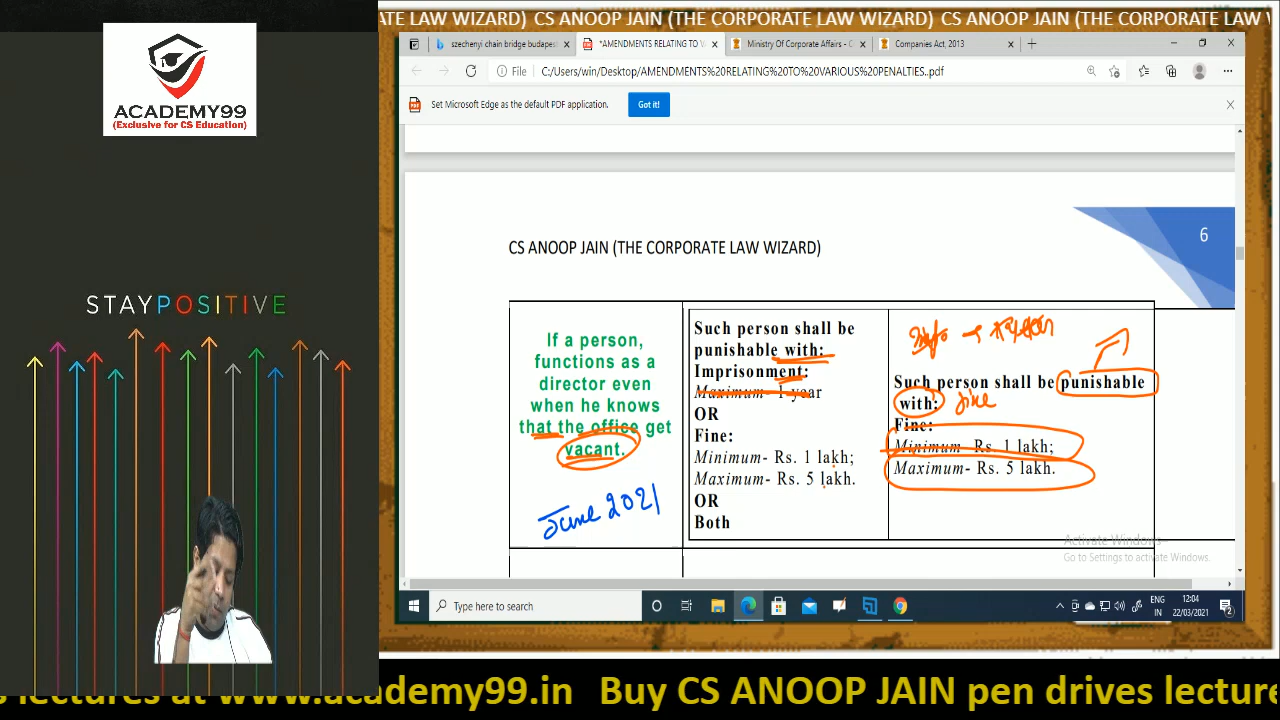 ATE LAW WIZARD) CS ANOOP JAIN (THE CORPORATE LAW WIZARD) CS ANOOP JAIN (THE CORPORATE LAW
ACADEMY99
(Exclusive for CS Education)
STAYPOSITIVE
szechenyi chain bridge budapes
*AMENDMENTS RELATING TO V
Ministry Of Corporate Affairs - C
Companies Act, 2013
File
C:/Users/win/Desktop/AMENDMENTS%20RELATING%20TO%20VARIOUS%20PENALTIES..pdf
Set Microsoft Edge as the default PDF application.
Got it!
6
CS ANOOP JAIN (THE CORPORATE LAW WIZARD)
If a person,
functions as a
director even
when he knows
that the office get
vacant.
June 2021
Such person shall be
punishable with:
Imprisonment:
Maximum- 1 year
OR
Fine:
Minimum- Rs. 1 lakh;
Maximum- Rs. 5 lakh.
OR
Both
Such person shall be punishable
with: fine
Fine:
Minimum- Rs. 1 lakh;
Maximum- Rs. 5 lakh.
Activate Windows
Go to Settings to activate Windows.
Type here to search
ENG
IN
12:04
22/03/2021
2
s lectures at www.academy99.in Buy CS ANOOP JAIN pen drives lecture